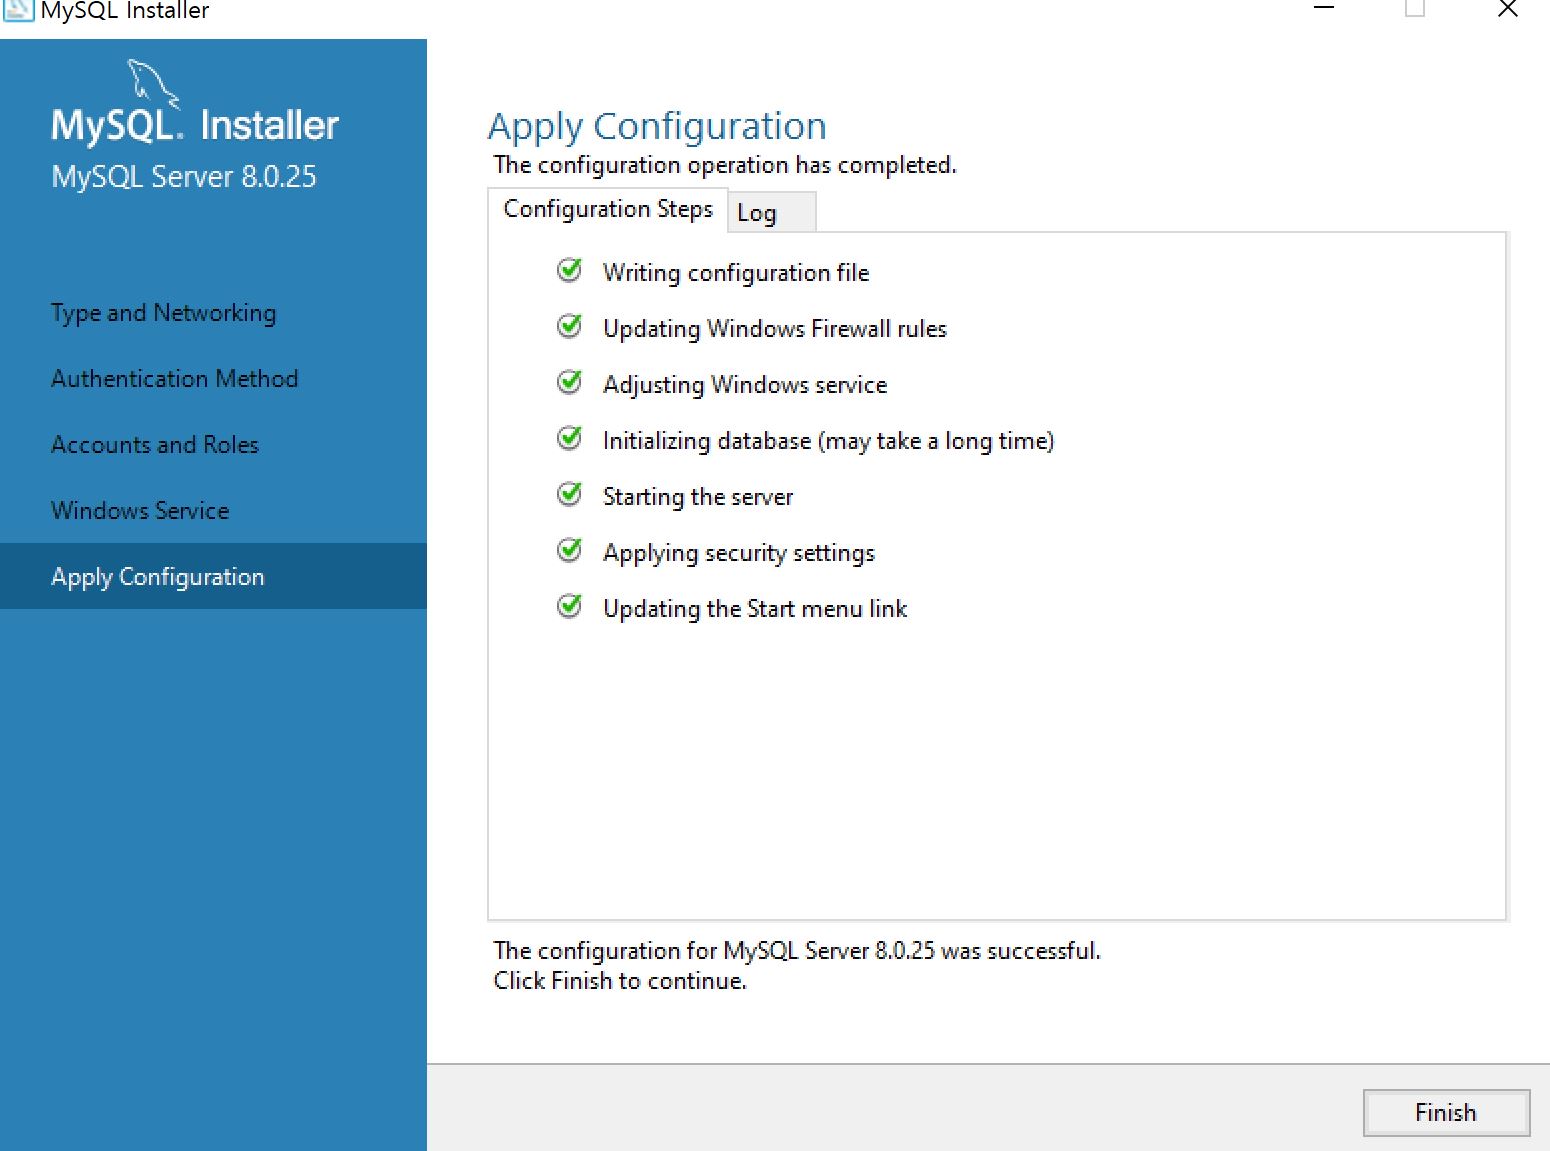 MySQL Installer
MySQL. Installer
MySQL Server 8.0.25
Type and Networking
Authentication Method
Accounts and Roles
Windows Service
Apply Configuration
Apply Configuration
The configuration operation has completed.
Configuration Steps
Log
Writing configuration file
Updating Windows Firewall rules
Adjusting Windows service
Initializing database (may take a long time)
Starting the server
Applying security settings
Updating the Start menu link
The configuration for MySQL Server 8.0.25 was successful.
Click Finish to continue.
Finish